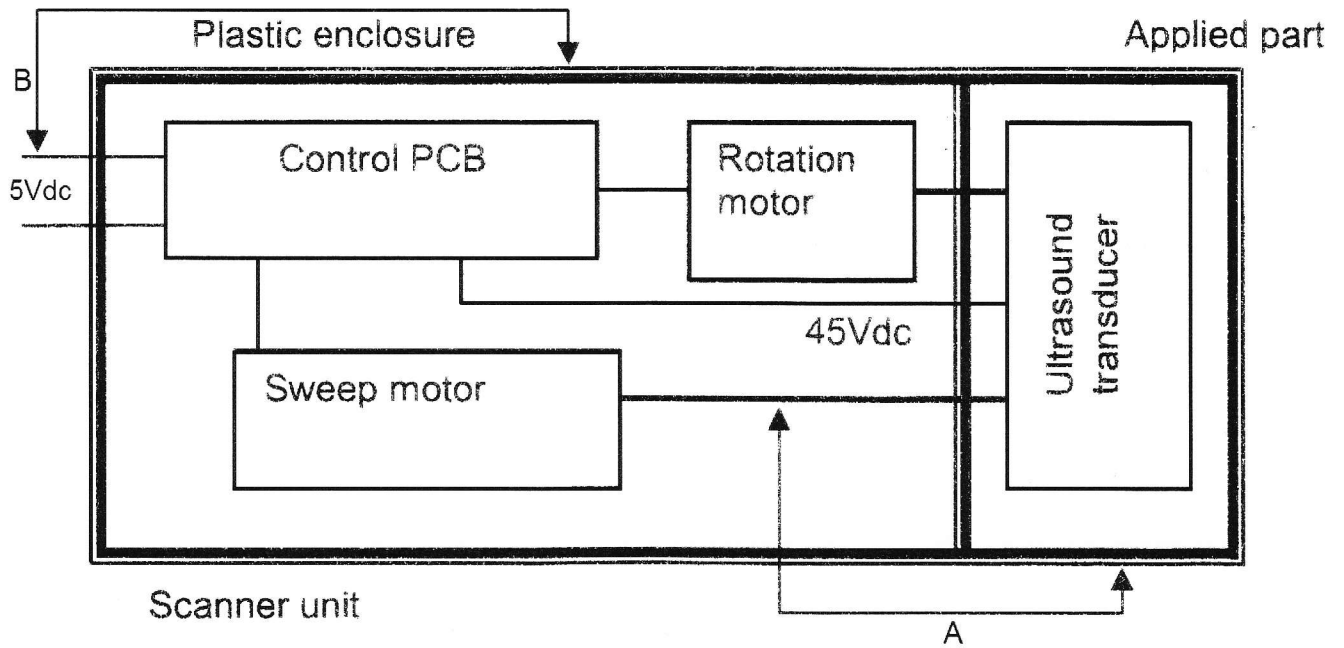 Plastic enclosure
Applied part
B
5Vdc
Control PCB
Rotation
motor
45Vdc
Ultrasound
transducer
Sweep motor
Scanner unit
A